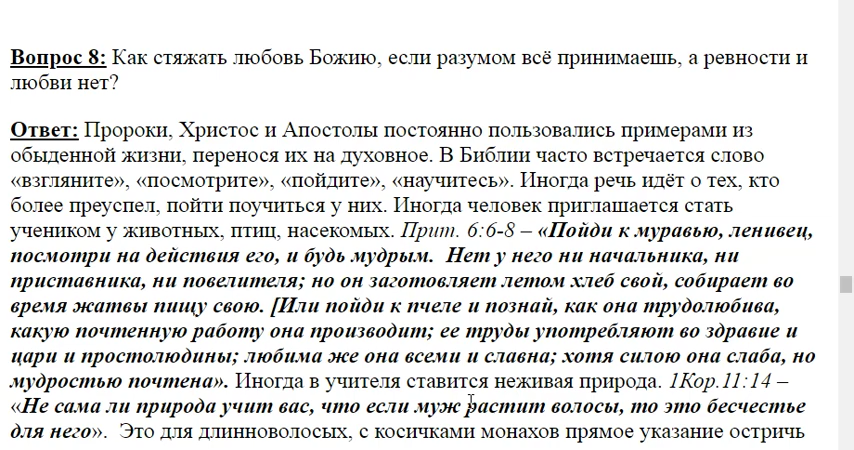 Вопрос 8: Как стяжать любовь Божию, если разумом всё принимаешь, а ревности и
любви нет?
Ответ: Пророки, Христос и Апостолы постоянно пользовались примерами из
обыденной жизни, перенося их на духовное. В Библии часто встречается слово
«взгляните», «посмотрите», «пойдите», «научитесь». Иногда речь идёт о тех, кто
более преуспел, пойти поучиться у них. Иногда человек приглашается стать
учеником у животных, птиц, насекомых. Прит. 6:6-8 – «Пойди к муравью, ленивец,
посмотри на действия его, и будь мудрым. Нет у него ни начальника, ни
приставника, ни повелителя; но он заготовляет летом хлеб свой, собирает во
время жатвы пищу свою. [Или пойди к пчеле и познай, как она трудолюбива,
какую почтенную работу она производит; ее труды употребляют во здравие и
цари и простолюдины; любима же она всеми и славна; хотя силою она слаба, но
мудростью почтена». Иногда в учителя ставится неживая природа. 1Кор.11:14 –
«Не сама ли природа учит вас, что если муж растит волосы, то это бесчестье
для него». Это для длинноволосых, с косичками монахов прямое указание остричь